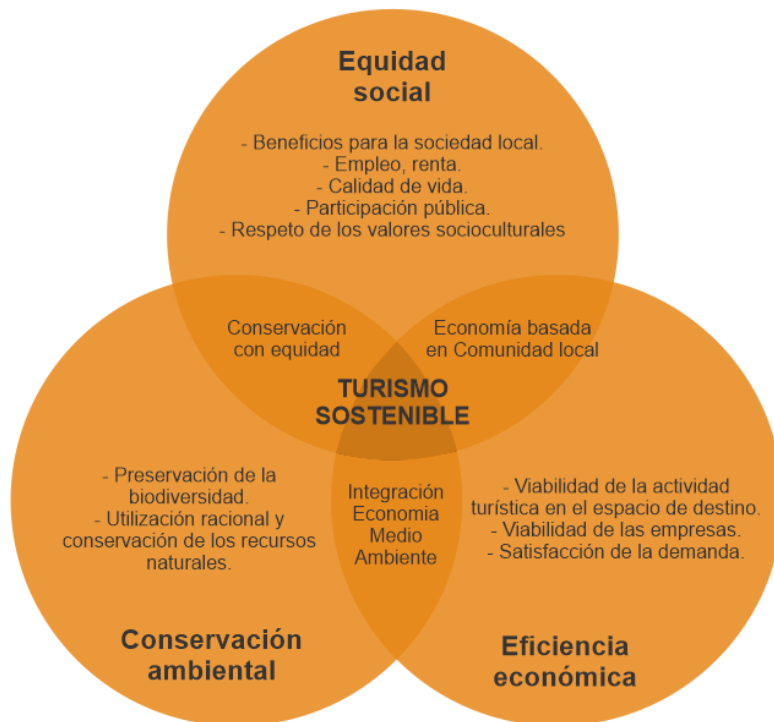 Equidad
social
- Beneficios para la sociedad local.
- Empleo, renta.
- Calidad de vida.
- Participación pública.
- Respeto de los valores socioculturales
Conservación
con equidad
Economía basada
en Comunidad local
TURISMO
SOSTENIBLE
- Preservación de la
biodiversidad.
- Utilización racional y
conservación de los recursos
naturales.
Integración
Economia
Medio
Ambiente
- Viabilidad de la actividad
turística en el espacio de destino.
- Viabilidad de las empresas.
- Satisfacción de la demanda.
Conservación
ambiental
Eficiencia
económica